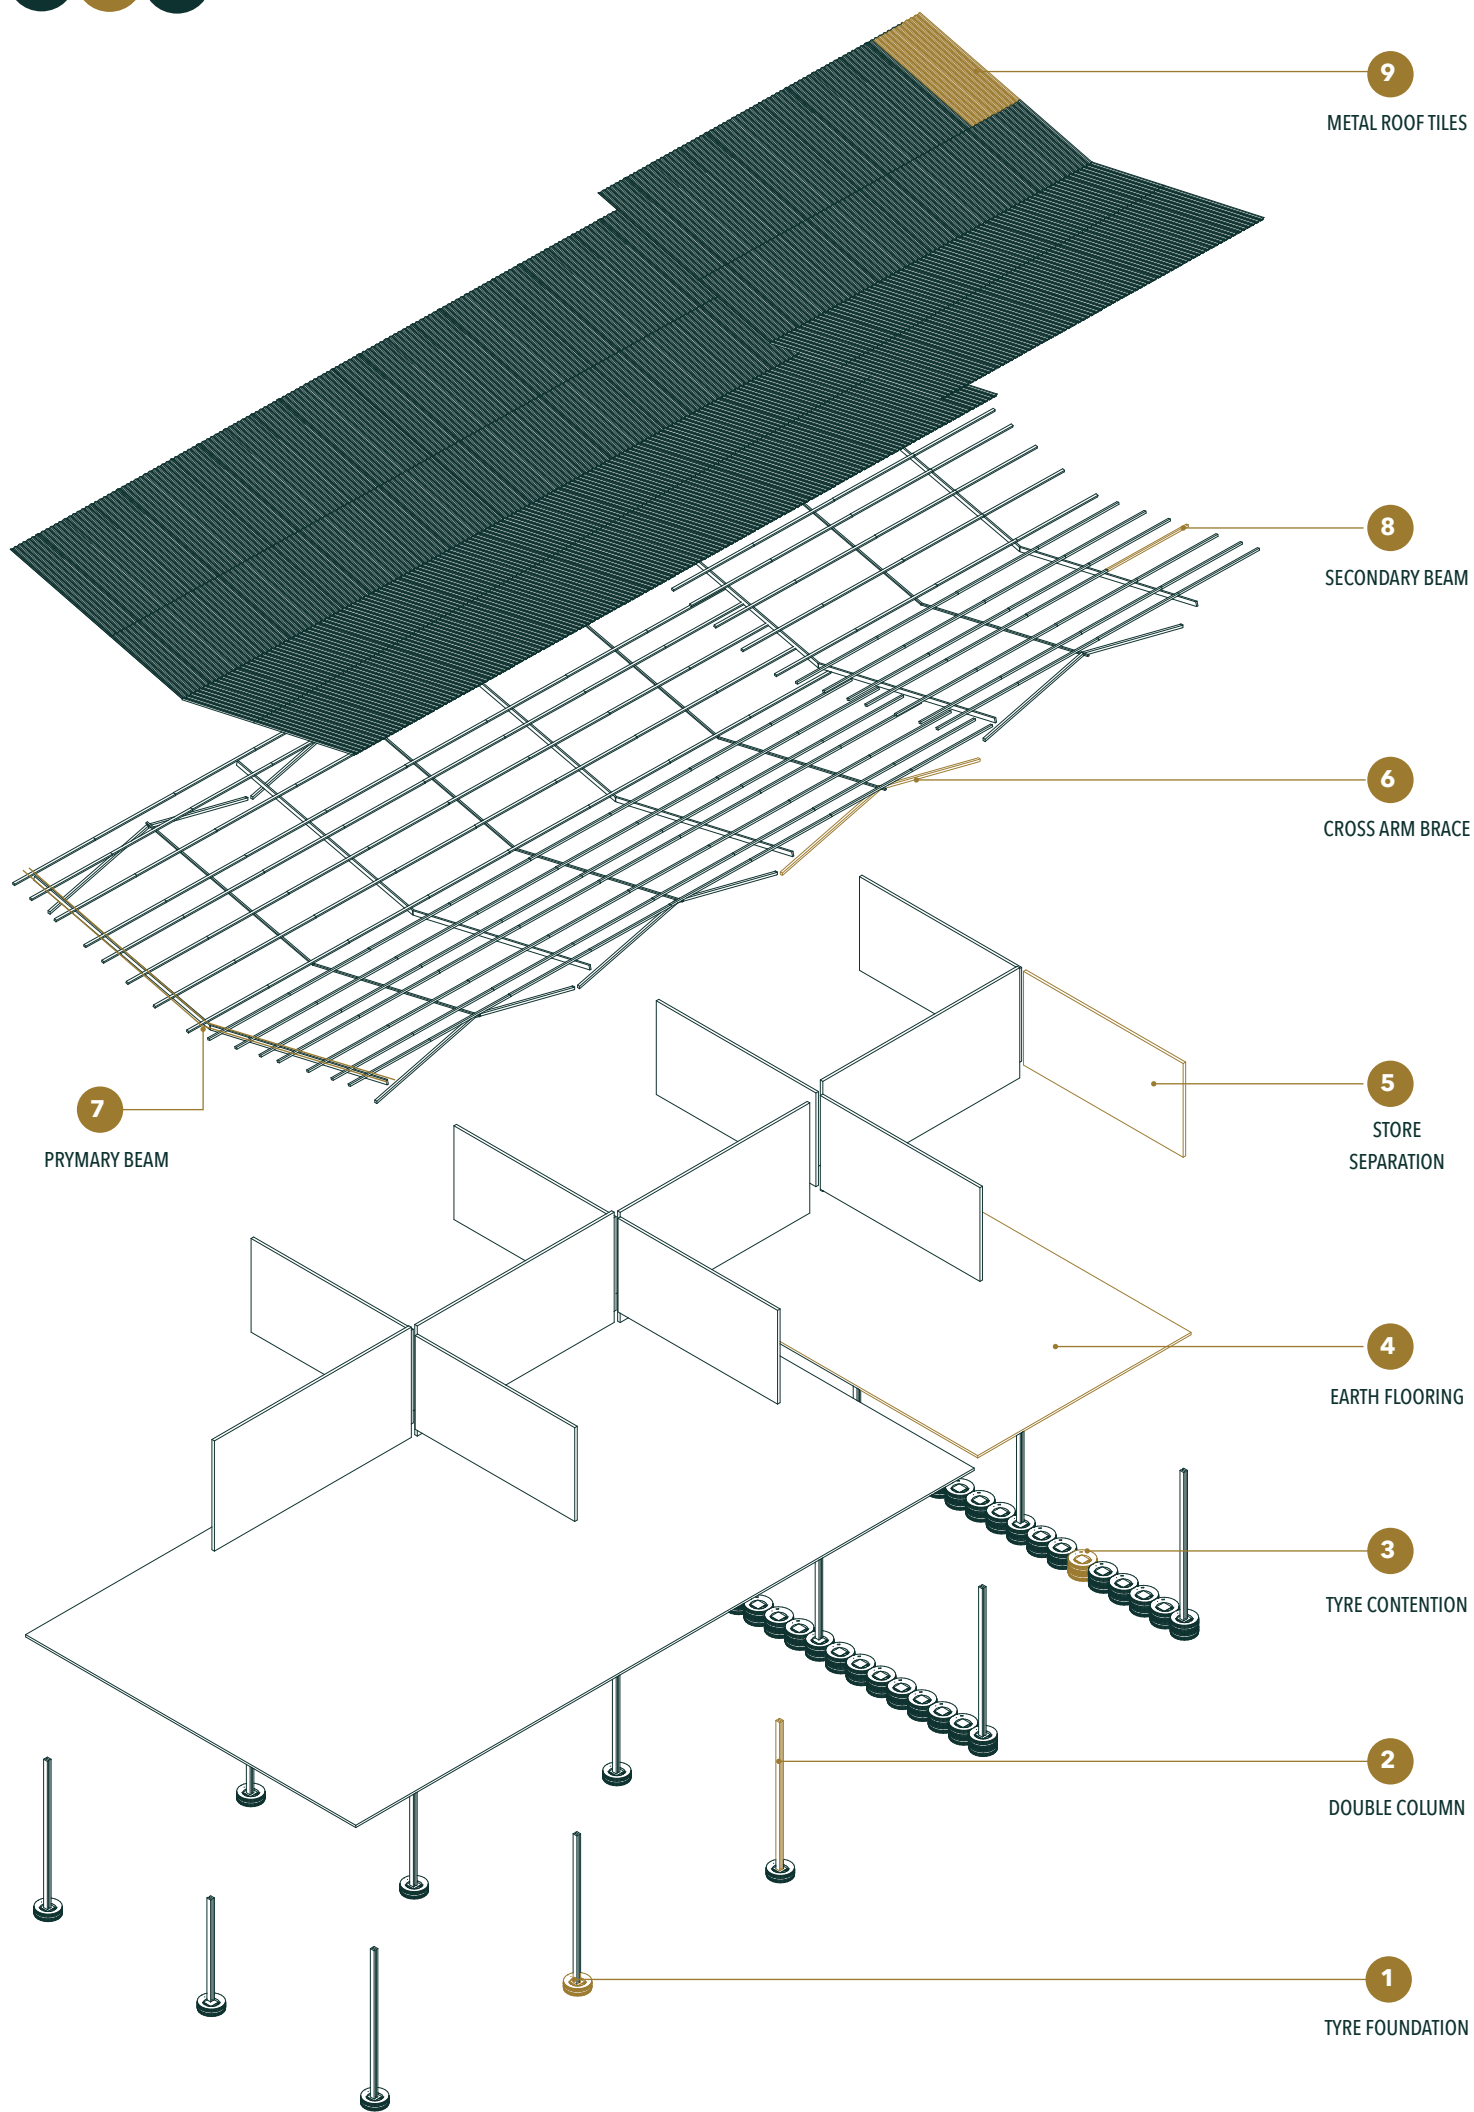 9
METAL ROOF TILES
8
SECONDARY BEAM
6
CROSS ARM BRACE
5
STORE
SEPARATION
7
PRYMARY BEAM
4
EARTH FLOORING
3
TYRE CONTENTION
2
DOUBLE COLUMN
1
TYRE FOUNDATION